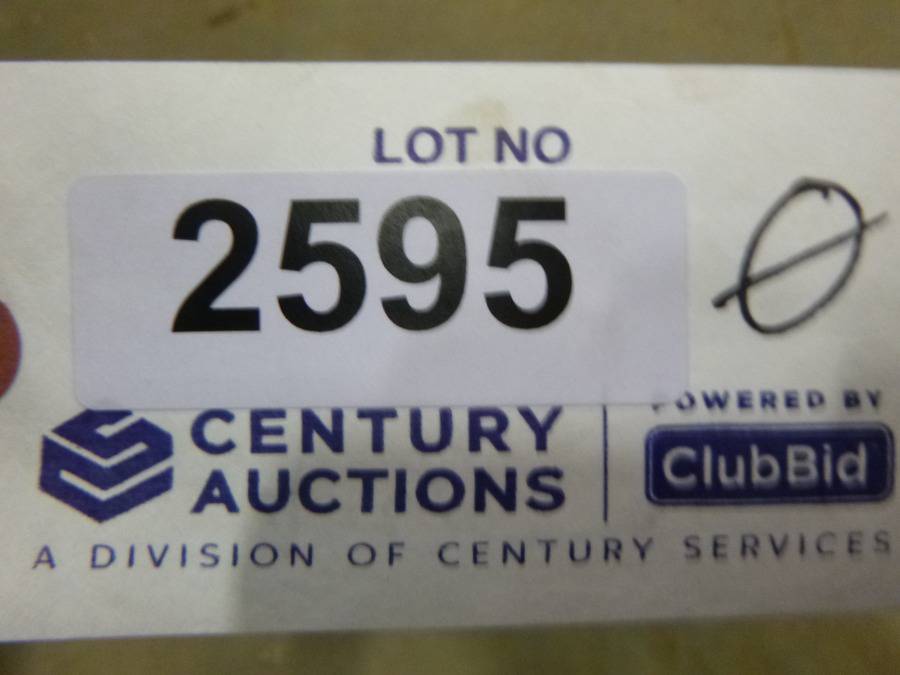 LOT NO
2595 Ø
CENTURY
AUCTIONS
POWERED BY
ClubBid
A DIVISION OF CENTURY SERVICES